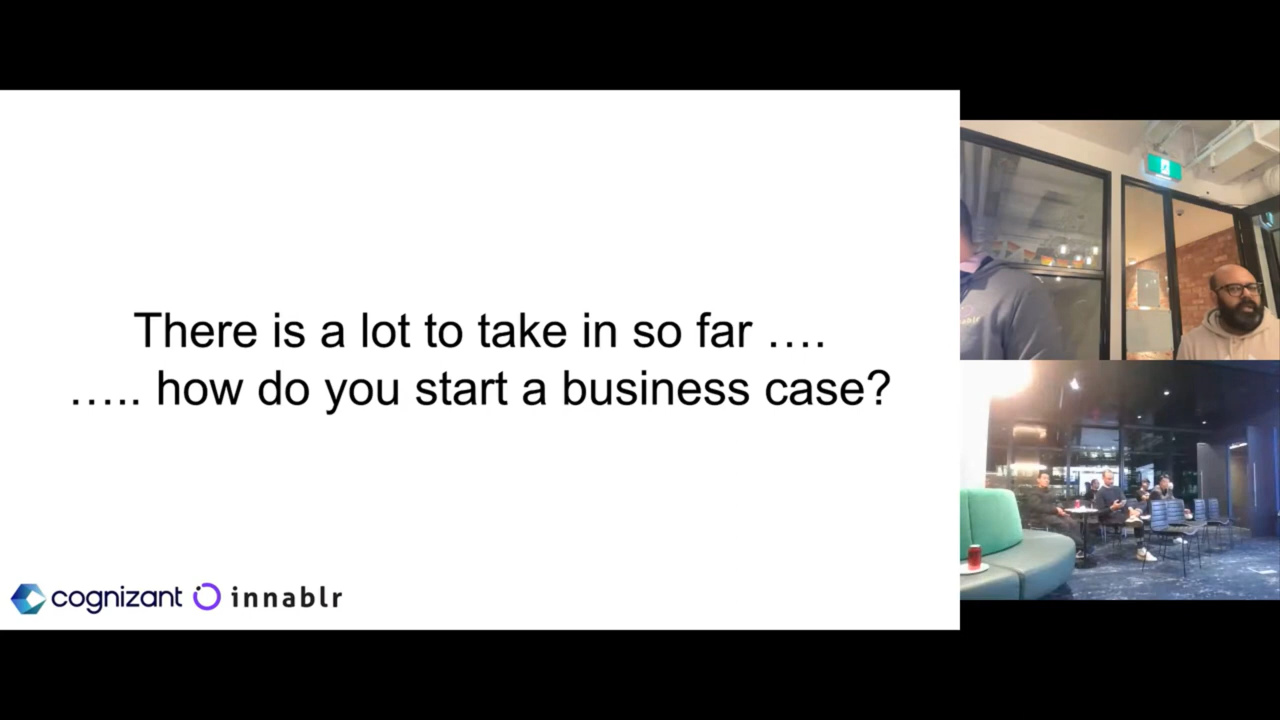 There is a lot to take in so far ....
..... how do you start a business case?
cognizant innablr